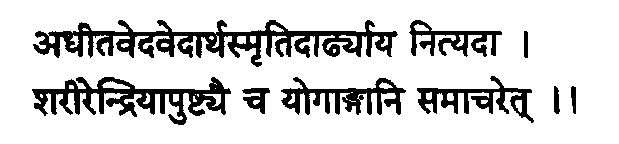 अधीतवेदवेदार्थस्मृतिदार्ढ्याय नित्यदा ।
शरीरेन्द्रियापुष्ट्यै च योगाङ्गानि समाचरेत् ।।